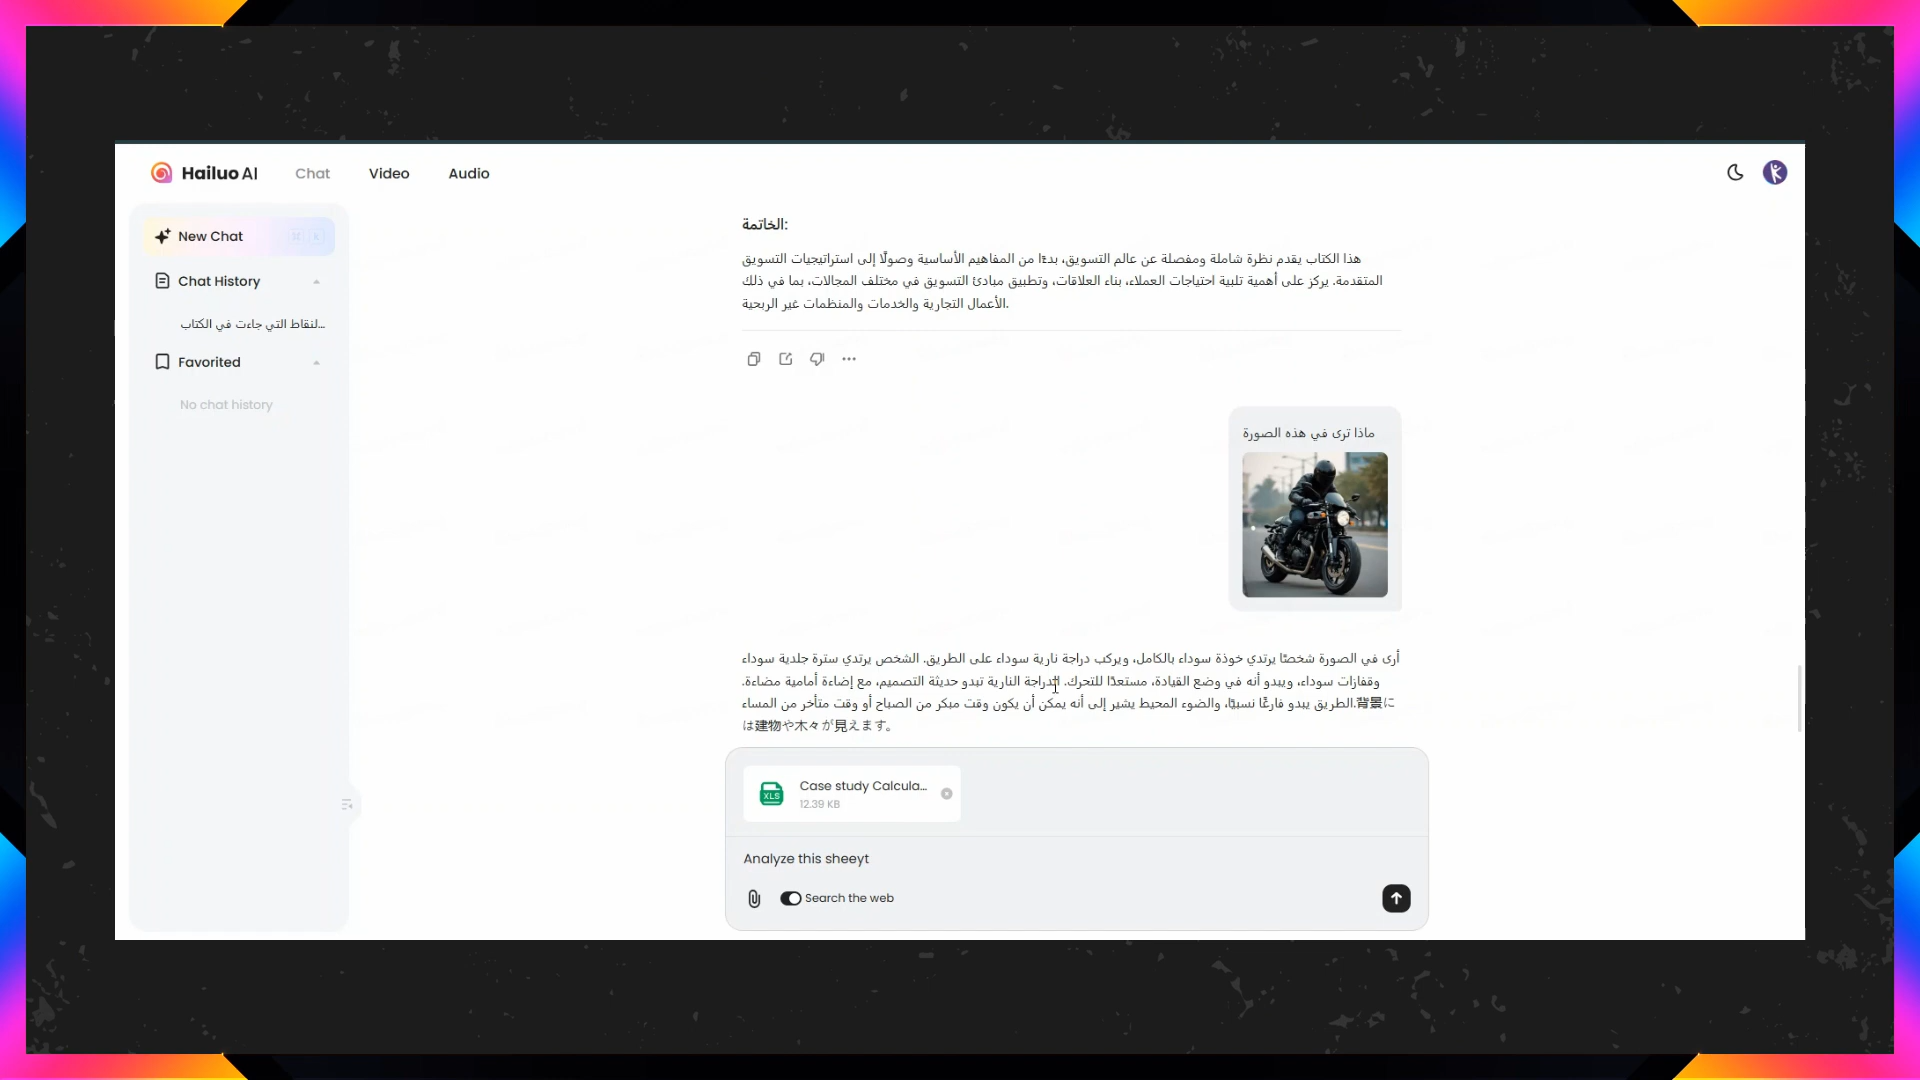 Hailuo AI
Chat
Video
Audio
New Chat
Chat History
...لنقاط التي جاءت في الكتاب
Favorited
No chat history
الخاتمة:
هذا الكتاب يقدم نظرة شاملة ومفصلة عن عالم التسويق، بدءًا من المفاهيم الأساسية وصولًا إلى استراتيجيات التسويق
المتقدمة. يركز على أهمية تلبية احتياجات العملاء، بناء العلاقات، وتطبيق مبادئ التسويق في مختلف المجالات، بما في ذلك
الأعمال التجارية والخدمات والمنظمات غير الربحية.
ماذا ترى في هذه الصورة
أرى في الصورة شخصًا يرتدي خوذة سوداء بالكامل، ويركب دراجة نارية سوداء على الطريق. الشخص يرتدي سترة جلدية سوداء
وقفازات سوداء، ويبدو أنه في وضع القيادة، مستعدًا للتحرك. الدراجة النارية تبدو حديثة التصميم، مع إضاءة أمامية مضاءة.
الطريق يبدو فارغًا نسبيًا، والضوء المحيط يشير إلى أنه يمكن أن يكون وقت مبكر من الصباح أو وقت متأخر من المساء.背景に
は建物や木々が見えます。
XLS
Case study Calcula...
12.39 KB
Analyze this sheeyt
Search the web